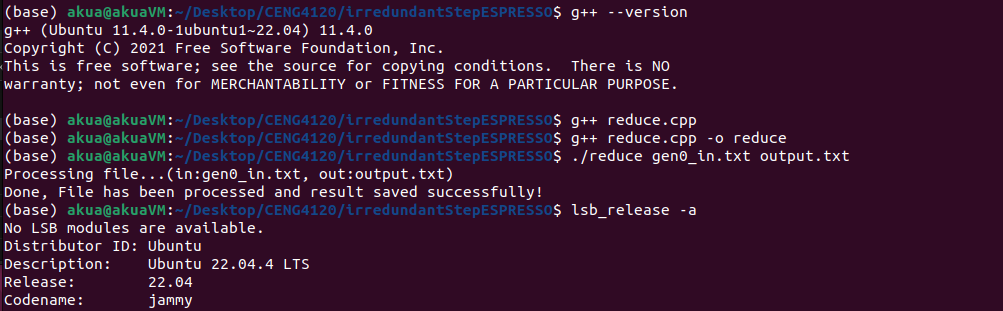 (base) akua@akuaVM:~/Desktop/CENG4120/irredundantStepESPRESSO$ g++ --version
g++ (Ubuntu 11.4.0-1ubuntu1~22.04) 11.4.0
Copyright (C) 2021 Free Software Foundation, Inc.
This is free software; see the source for copying conditions.  There is NO
warranty; not even for MERCHANTABILITY or FITNESS FOR A PARTICULAR PURPOSE.

(base) akua@akuaVM:~/Desktop/CENG4120/irredundantStepESPRESSO$ g++ reduce.cpp
(base) akua@akuaVM:~/Desktop/CENG4120/irredundantStepESPRESSO$ g++ reduce.cpp -o reduce
(base) akua@akuaVM:~/Desktop/CENG4120/irredundantStepESPRESSO$ ./reduce gen0_in.txt output.txt
Processing file...(in:gen0_in.txt, out:output.txt)
Done, File has been processed and result saved successfully!
(base) akua@akuaVM:~/Desktop/CENG4120/irredundantStepESPRESSO$ lsb_release -a
No LSB modules are available.
Distributor ID: Ubuntu
Description:    Ubuntu 22.04.4 LTS
Release:        22.04
Codename:       jammy